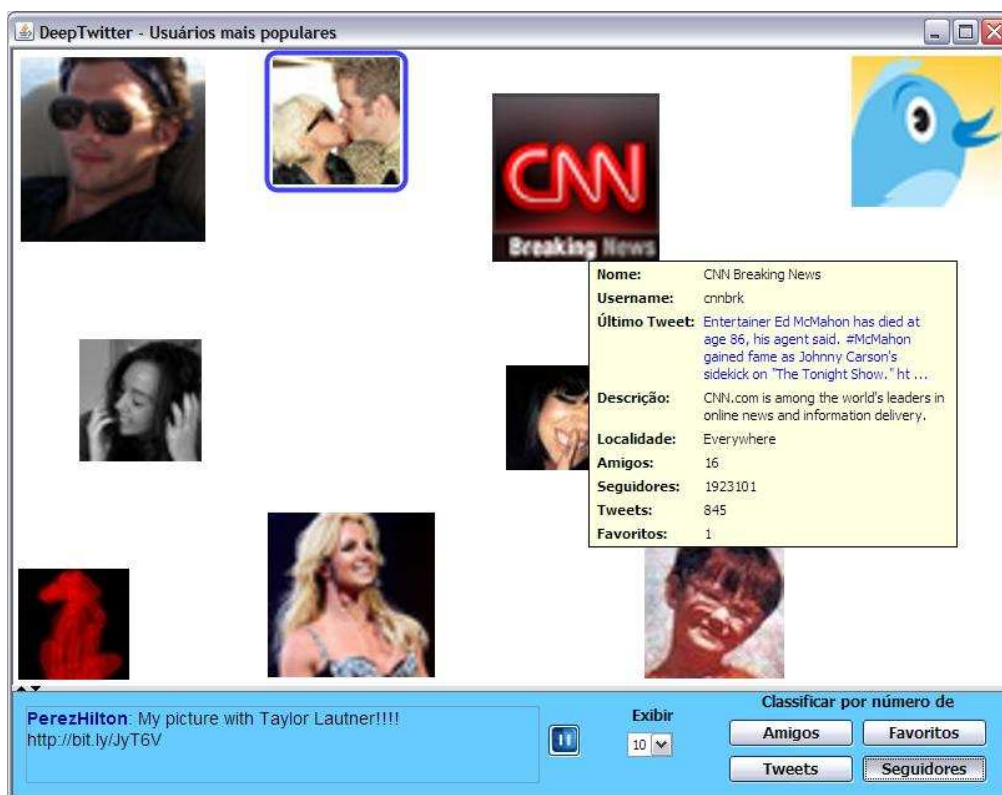 DeepTwitter - Usuários mais populares
CNN
Breaking News
Nome: CNN Breaking News
Username: cnnbrk
Último Tweet: Entertainer Ed McMahon has died at
age 86, his agent said. #McMahon
gained fame as Johnny Carson's
sidekick on "The Tonight Show." ht ...
Descrição: CNN.com is among the world's leaders in
online news and information delivery.
Localidade: Everywhere
Amigos: 16
Seguidores: 1923101
Tweets: 845
Favoritos: 1
PerezHilton: My picture with Taylor Lautner!!!!
http://bit.ly/JyT6V
Exibir
10
Classificar por número de
Amigos Favoritos
Tweets Seguidores